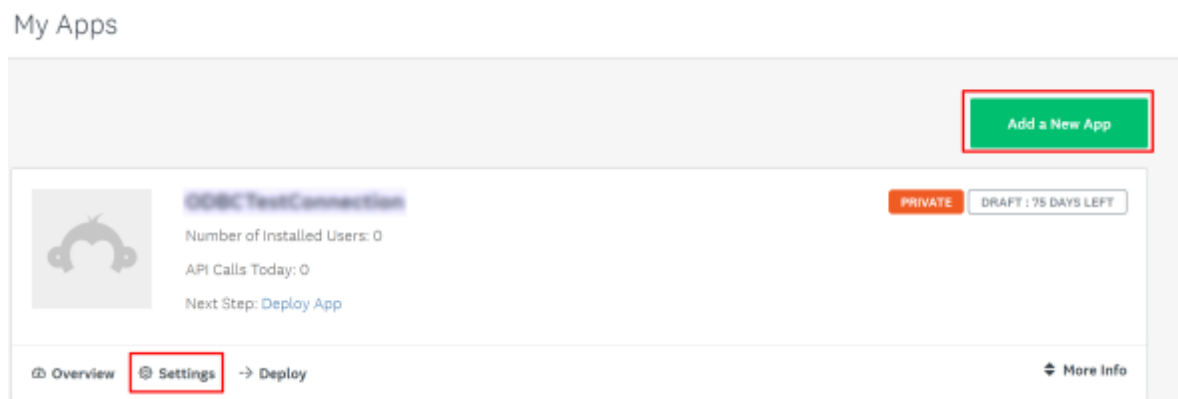 My Apps
Add a New App
ODBCTestConnection
PRIVATE
DRAFT : 75 DAYS LEFT
Number of Installed Users: 0
API Calls Today: 0
Next Step: Deploy App
Overview
Settings
Deploy
More Info